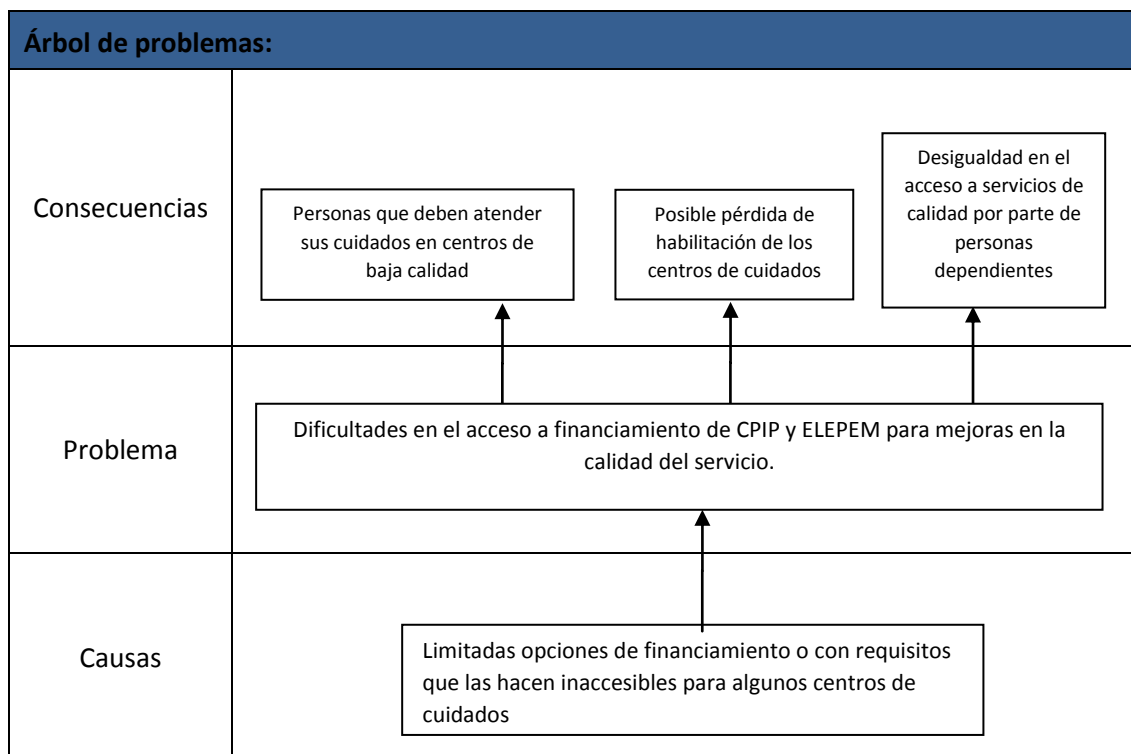 Árbol de problemas:
Consecuencias
Personas que deben atender
sus cuidados en centros de
baja calidad
Posible pérdida de
habilitación de los
centros de cuidados
Desigualdad en el
acceso a servicios de
calidad por parte de
personas
dependientes
Problema
Dificultades en el acceso a financiamiento de CPIP y ELEPEM para mejoras en la
calidad del servicio.
Causas
Limitadas opciones de financiamiento o con requisitos
que las hacen inaccesibles para algunos centros de
cuidados